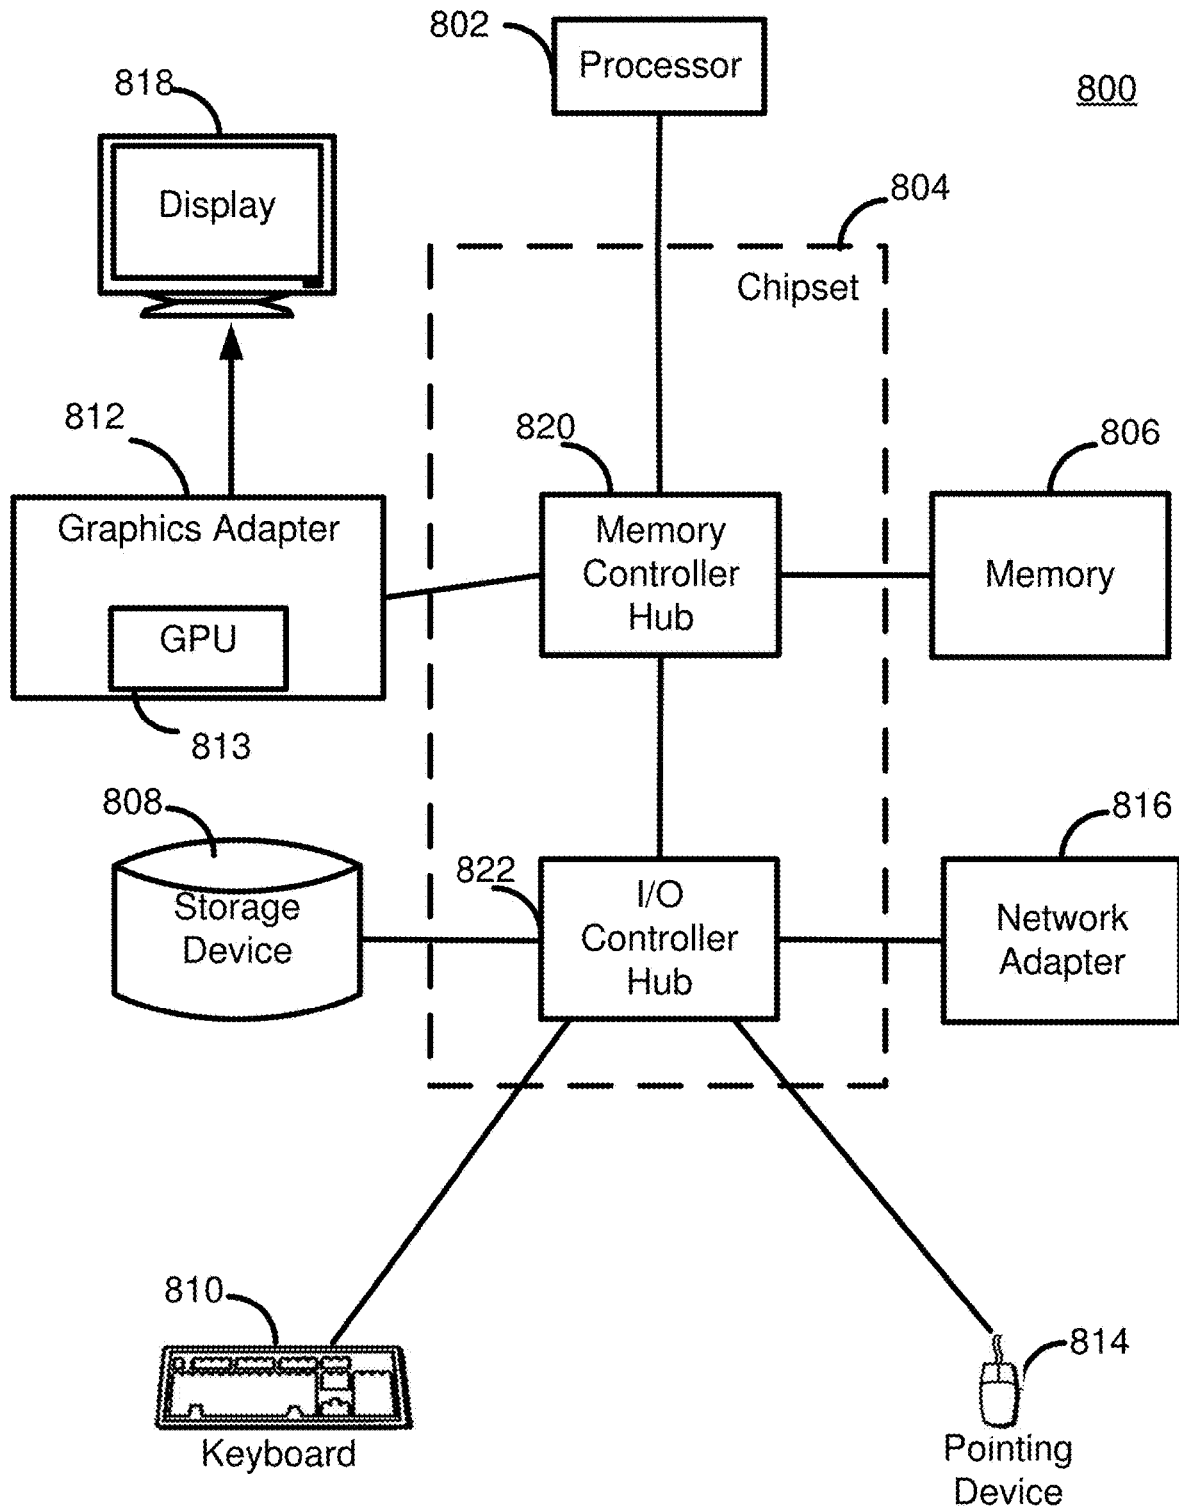 802
Processor
800
818
Display
804
Chipset
812
820
806
Graphics Adapter
Memory
Controller
Hub
Memory
GPU
813
808
816
822
Storage
Device
I/O
Controller
Hub
Network
Adapter
810
814
Keyboard
Pointing
Device